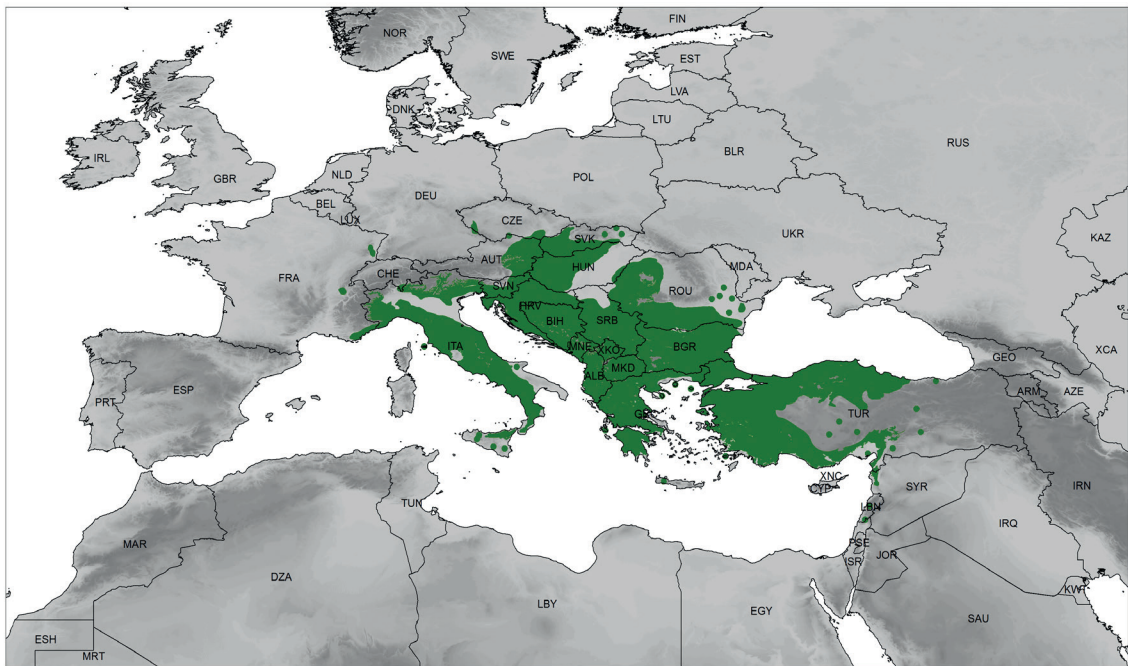 FIN
NOR
SWE
EST
LVA
DNK
LTU
RUS
BLR
IRL
GBR
NLD
POL
DEU
BEL
LUX
CZE
UKR
SVK
KAZ
AUT
MDA
HUN
CHE
FRA
ROU
SVN
HRV
SRB
BIH
ITA
MNE
XKO
BGR
XCA
GEO
MKD
ALB
ESP
ARM
AZE
PRT
GRC
TUR
XNC
CYP
SYR
IRN
TUN
LBN
IRQ
MAR
PSE
JOR
ISR
DZA
KWT
LBY
EGY
SAU
ESH
MRT